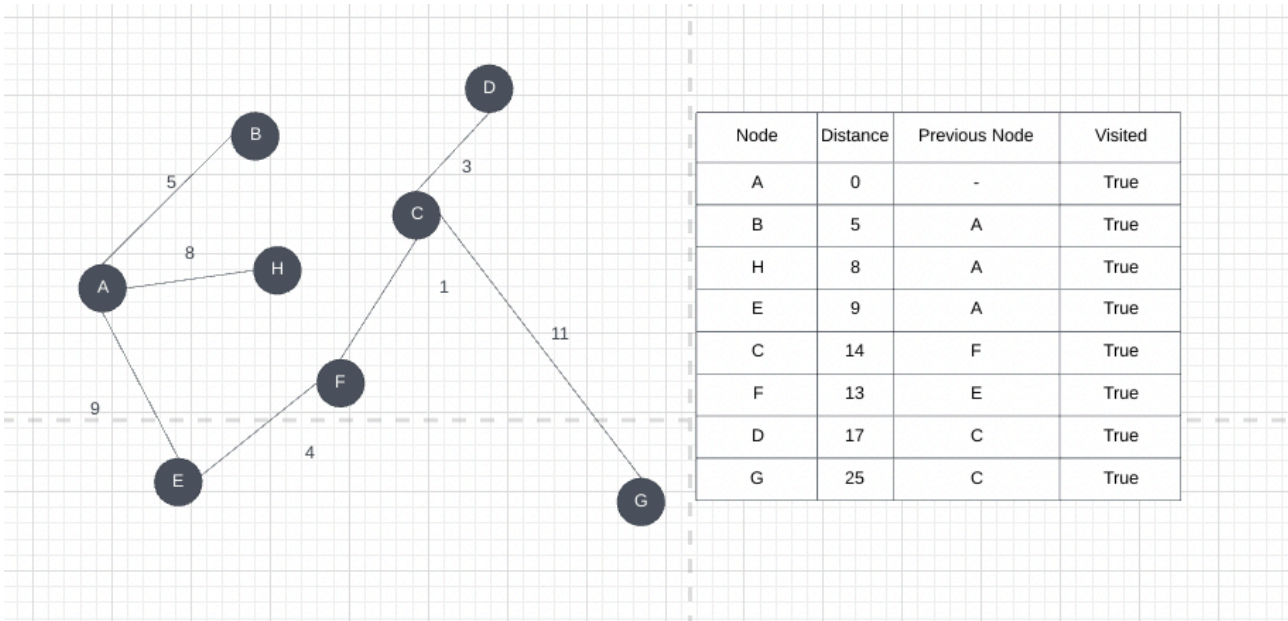 D
B
3
5
C
8
H
A
1
11
F
9
4
E
G
Node Distance Previous Node Visited
A 0 - True
B 5 A True
H 8 A True
E 9 A True
C 14 F True
F 13 E True
D 17 C True
G 25 C True